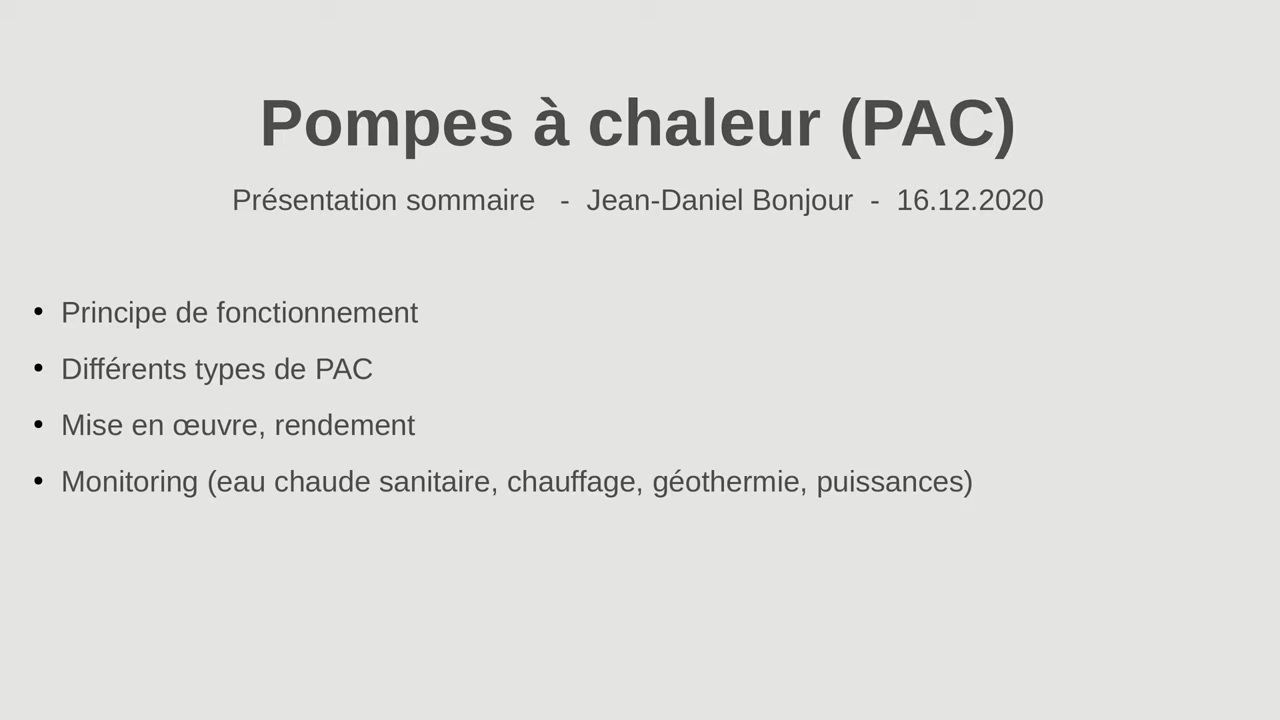 Pompes à chaleur (PAC)
Présentation sommaire - Jean-Daniel Bonjour - 16.12.2020
• Principe de fonctionnement
• Différents types de PAC
• Mise en œuvre, rendement
• Monitoring (eau chaude sanitaire, chauffage, géothermie, puissances)